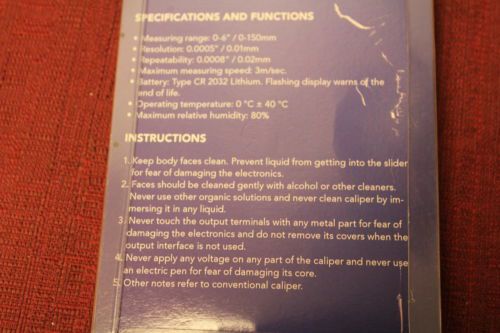 SPECIFICATIONS AND FUNCTIONS
• Measuring range: 0-6" / 0-150mm
• Resolution: 0.0005" / 0.01mm
• Repeatability: 0.0008" / 0.02mm
• Maximum measuring speed: 3m/sec.
• Battery: Type CR 2032 Lithium. Flashing display warns of the
end of life.
• Operating temperature: 0 °C ± 40 °C
• Maximum relative humidity: 80%
INSTRUCTIONS
1. Keep body faces clean. Prevent liquid from getting into the slider
for fear of damaging the electronics.
2. Faces should be cleaned gently with alcohol or other cleaners.
Never use other organic solutions and never clean caliper by im-
mersing it in any liquid.
3. Never touch the output terminals with any metal part for fear of
damaging the electronics and do not remove its covers when the
output interface is not used.
4. Never apply any voltage on any part of the caliper and never use
an electric pen for fear of damaging its core.
5. Other notes refer to conventional caliper.